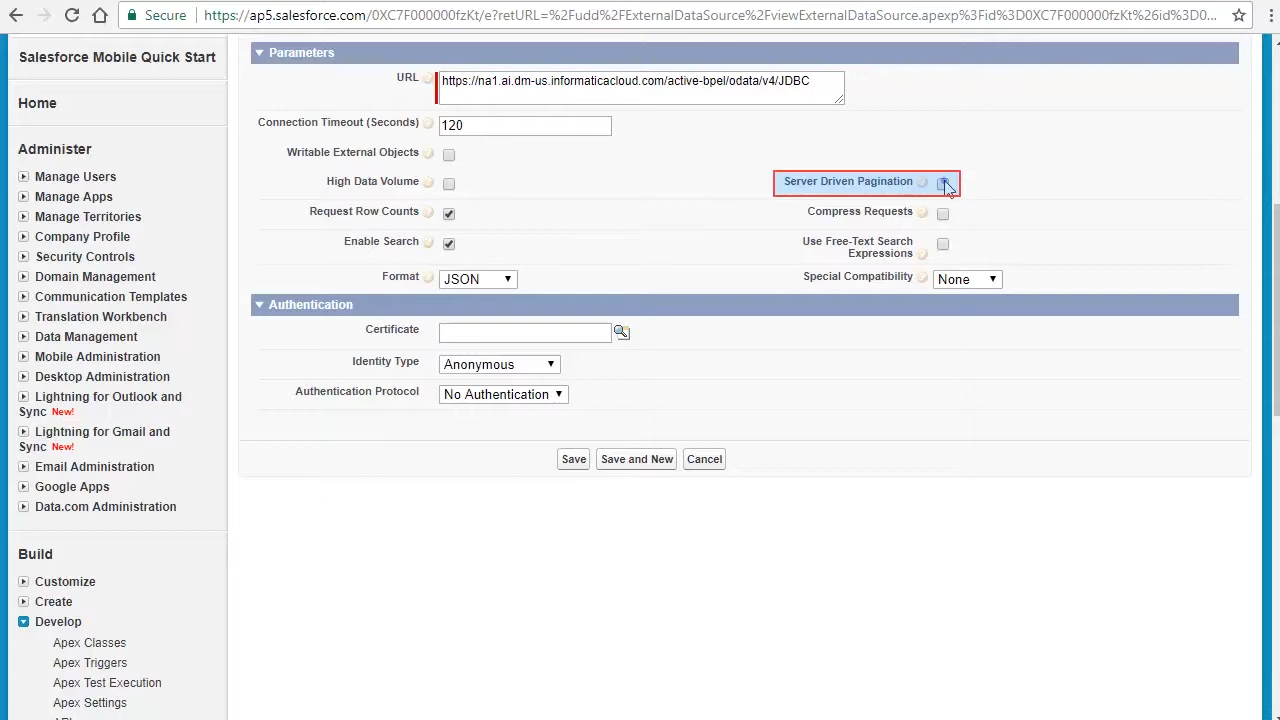 Secure
https://ap5.salesforce.com/0XC7F000000fzKt/e?retURL=%2Fudd%2FExternalDataSource%2FviewExternalDataSource.apexp%3Fid%3D0XC7F000000fzKt%26id%3D0...
Salesforce Mobile Quick Start
Home
Administer
Manage Users
Manage Apps
Manage Territories
Company Profile
Security Controls
Domain Management
Communication Templates
Translation Workbench
Data Management
Mobile Administration
Desktop Administration
Lightning for Outlook and
Sync New!
Lightning for Gmail and
Sync New!
Email Administration
Google Apps
Data.com Administration
Build
Customize
Create
Develop
Apex Classes
Apex Triggers
Apex Test Execution
Apex Settings
Parameters
URL https://na1.ai.dm-us.informaticacloud.com/active-bpel/odata/v4/JDBC
Connection Timeout (Seconds) 120
Writable External Objects
High Data Volume
Server Driven Pagination
Request Row Counts
Compress Requests
Enable Search
Use Free-Text Search
Expressions
Format JSON
Special Compatibility None
Authentication
Certificate
Identity Type Anonymous
Authentication Protocol No Authentication
Save Save and New Cancel